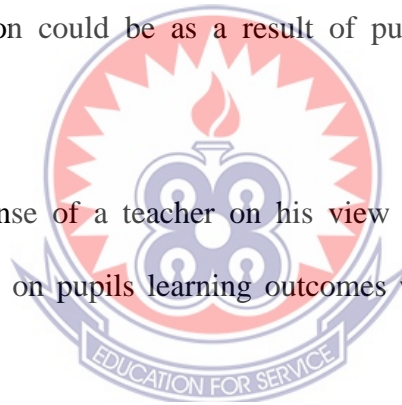 on could be as a result of pu
nse of a teacher on his view
on pupils learning outcomes
EDUCATION FOR SERVICE